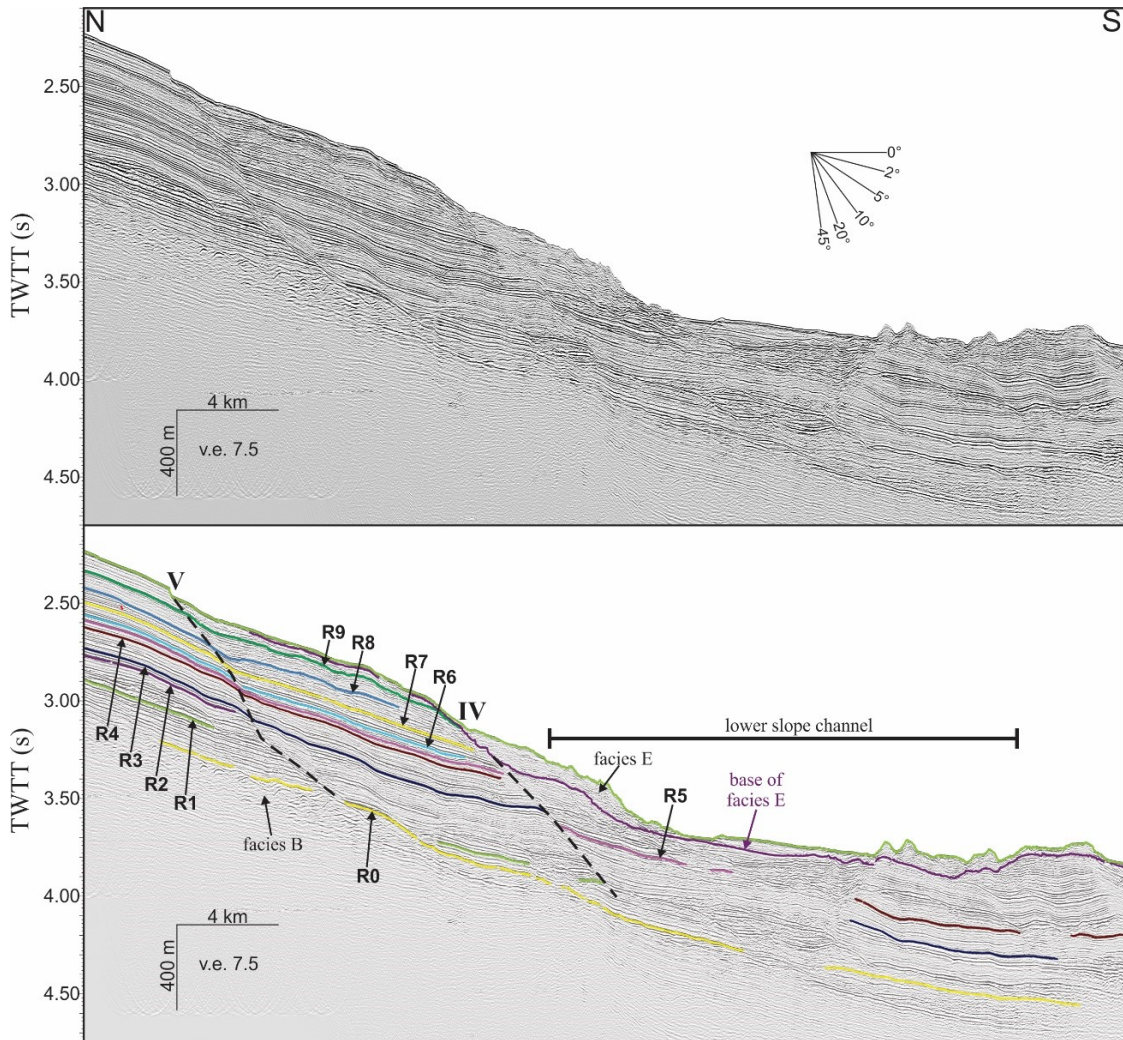 N
S
2.50
3.00
3.50
4.00
4.50
TWTT (s)
0°
2°
5°
10°
20°
45°
4 km
400 m
v.e. 7.5
V
2.50
R9
R8
R7
R6
3.00
IV
R4
R3
R2
R1
lower slope channel
facies E
base of
facies E
R5
3.50
facies B
R0
TWTT (s)
4.00
4 km
400 m
v.e. 7.5
4.50